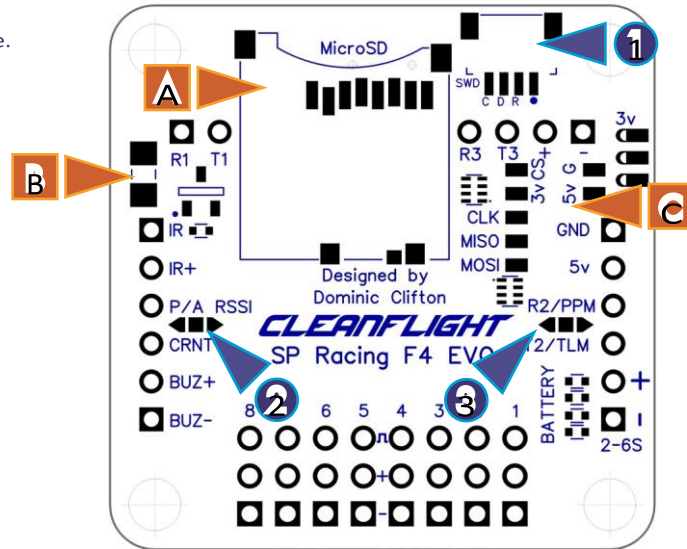 e.
MicroSD
1
A
SWD
C D R
3v
R1 T1
R3 T3 + -
B
3v CS
5v G
C
CLK
IR
GND
MISO
IR+
MOSI
5v
Designed by
Dominic Clifton
P/A RSSI
R2/PPM
CLEANFLIGHT
CRNT
SP Racing F4 EVO
T2/TLM
2
3
BUZ+
BATTERY
+
8 6 5 4 3 1
BUZ-
-
2-6S
+
-